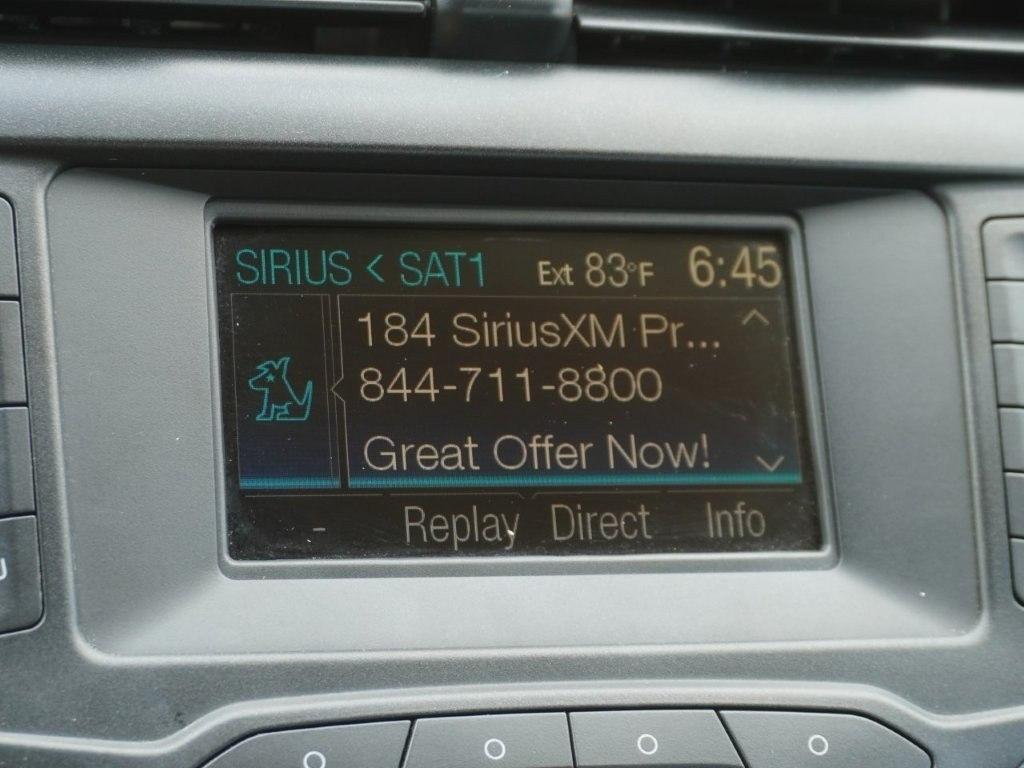 SIRIUS < SAT1 Ext 83°F 6:45
184 SiriusXM Pr...
844-711-8800
Great Offer Now!
- Replay Direct Info